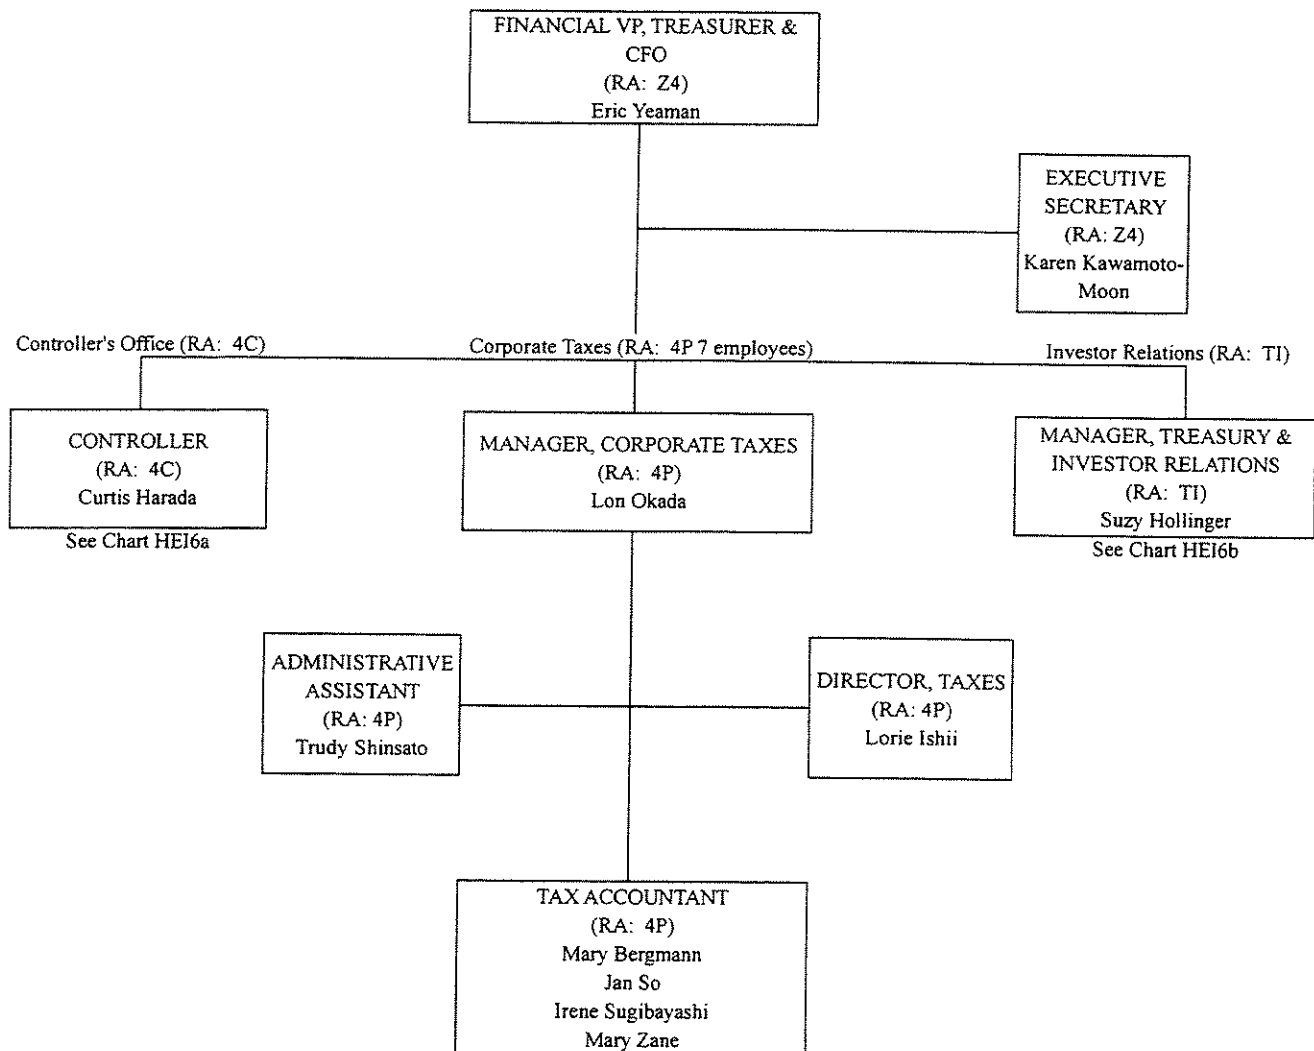 FINANCIAL VP, TREASURER &
CFO
(RA: Z4)
Eric Yeaman
EXECUTIVE
SECRETARY
(RA: Z4)
Karen Kawamoto-
Moon
Controller's Office (RA: 4C)
Corporate Taxes (RA: 4P 7 employees)
Investor Relations (RA: TI)
CONTROLLER
(RA: 4C)
Curtis Harada
See Chart HEI6a
MANAGER, CORPORATE TAXES
(RA: 4P)
Lon Okada
MANAGER, TREASURY &
INVESTOR RELATIONS
(RA: TI)
Suzy Hollinger
See Chart HEI6b
ADMINISTRATIVE
ASSISTANT
(RA: 4P)
Trudy Shinsato
DIRECTOR, TAXES
(RA: 4P)
Lorie Ishii
TAX ACCOUNTANT
(RA: 4P)
Mary Bergmann
Jan So
Irene Sugibayashi
Mary Zane